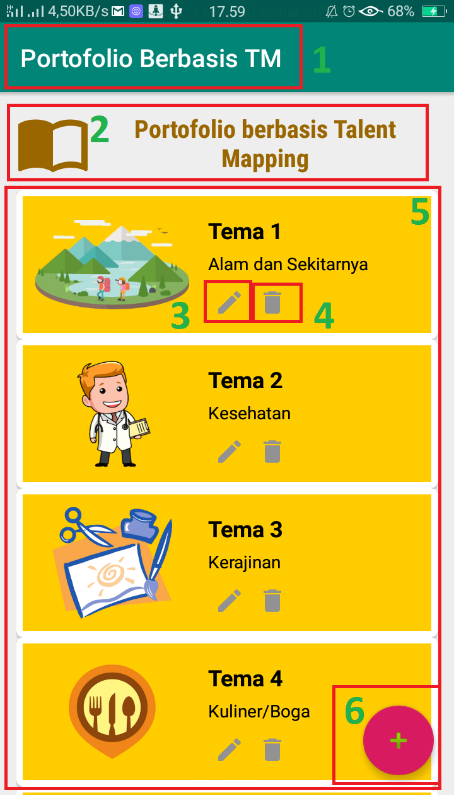 4,50KB/s 17.59 68%
Portofolio Berbasis TM 1
2 Portofolio berbasis Talent
Mapping
5
Tema 1
Alam dan Sekitarnya
3 4
Tema 2
Kesehatan
Tema 3
Kerajinan
Tema 4
Kuliner/Boga
6
+